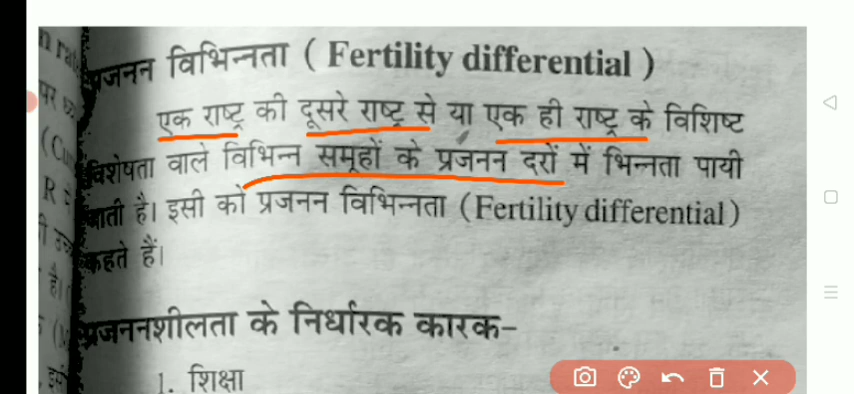 प्रजनन विभिन्नता ( Fertility differential )
एक राष्ट्र की दूसरे राष्ट्र से या एक ही राष्ट्र के विशिष्ट
विशेषता वाले विभिन्न समूहों के प्रजनन दरों में भिन्नता पायी
जाती है। इसी को प्रजनन विभिन्नता (Fertility differential)
कहते हैं।
प्रजननशीलता के निर्धारक कारक–
1. शिक्षा